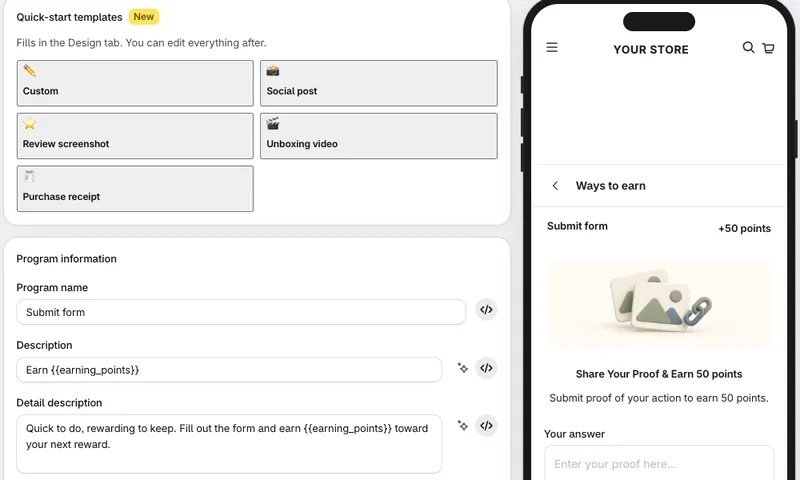 Quick-start templates New
Fills in the Design tab. You can edit everything after.
Custom
Social post
Review screenshot
Unboxing video
Purchase receipt
Program information
Program name
Submit form
</>
Description
Earn {{earning_points}}
</>
Detail description
Quick to do, rewarding to keep. Fill out the form and earn {{earning_points}} toward
your next reward.
</>
YOUR STORE
Ways to earn
Submit form
+50 points
Share Your Proof & Earn 50 points
Submit proof of your action to earn 50 points.
Your answer
Enter your proof here...